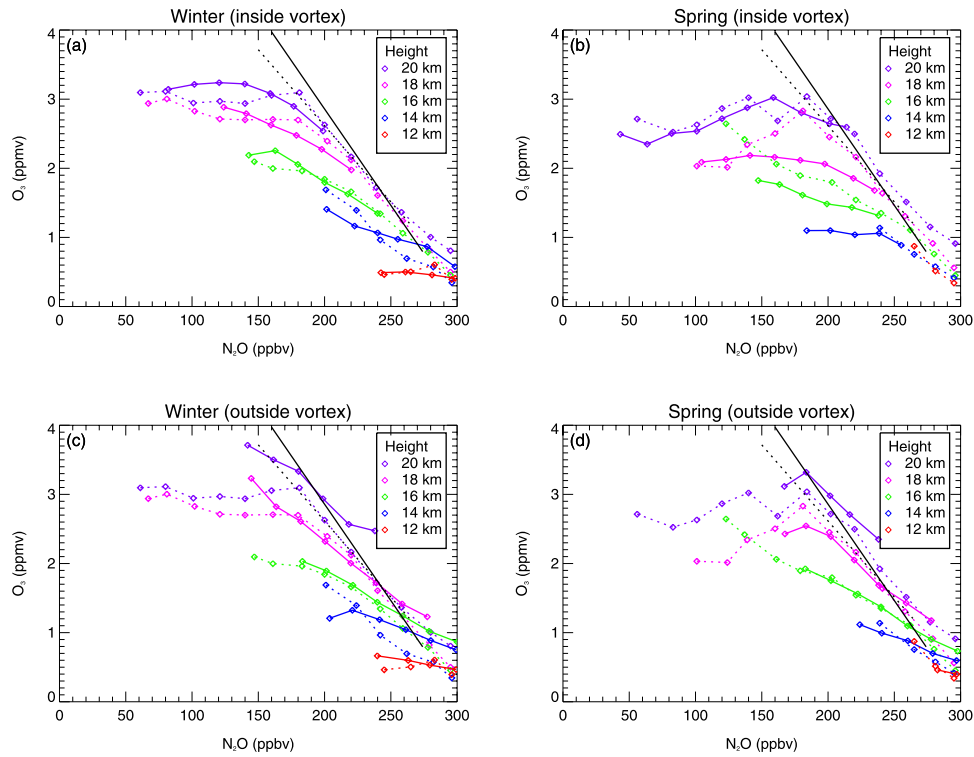 Winter (inside vortex)
(a)
Height
20 km
18 km
16 km
14 km
12 km
4
3
2
1
0
O₃ (ppmv)
0 50 100 150 200 250 300
N₂O (ppbv)
Spring (inside vortex)
(b)
Height
20 km
18 km
16 km
14 km
12 km
4
3
2
1
0
O₃ (ppmv)
0 50 100 150 200 250 300
N₂O (ppbv)
Winter (outside vortex)
(c)
Height
20 km
18 km
16 km
14 km
12 km
4
3
2
1
0
O₃ (ppmv)
0 50 100 150 200 250 300
N₂O (ppbv)
Spring (outside vortex)
(d)
Height
20 km
18 km
16 km
14 km
12 km
4
3
2
1
0
O₃ (ppmv)
0 50 100 150 200 250 300
N₂O (ppbv)